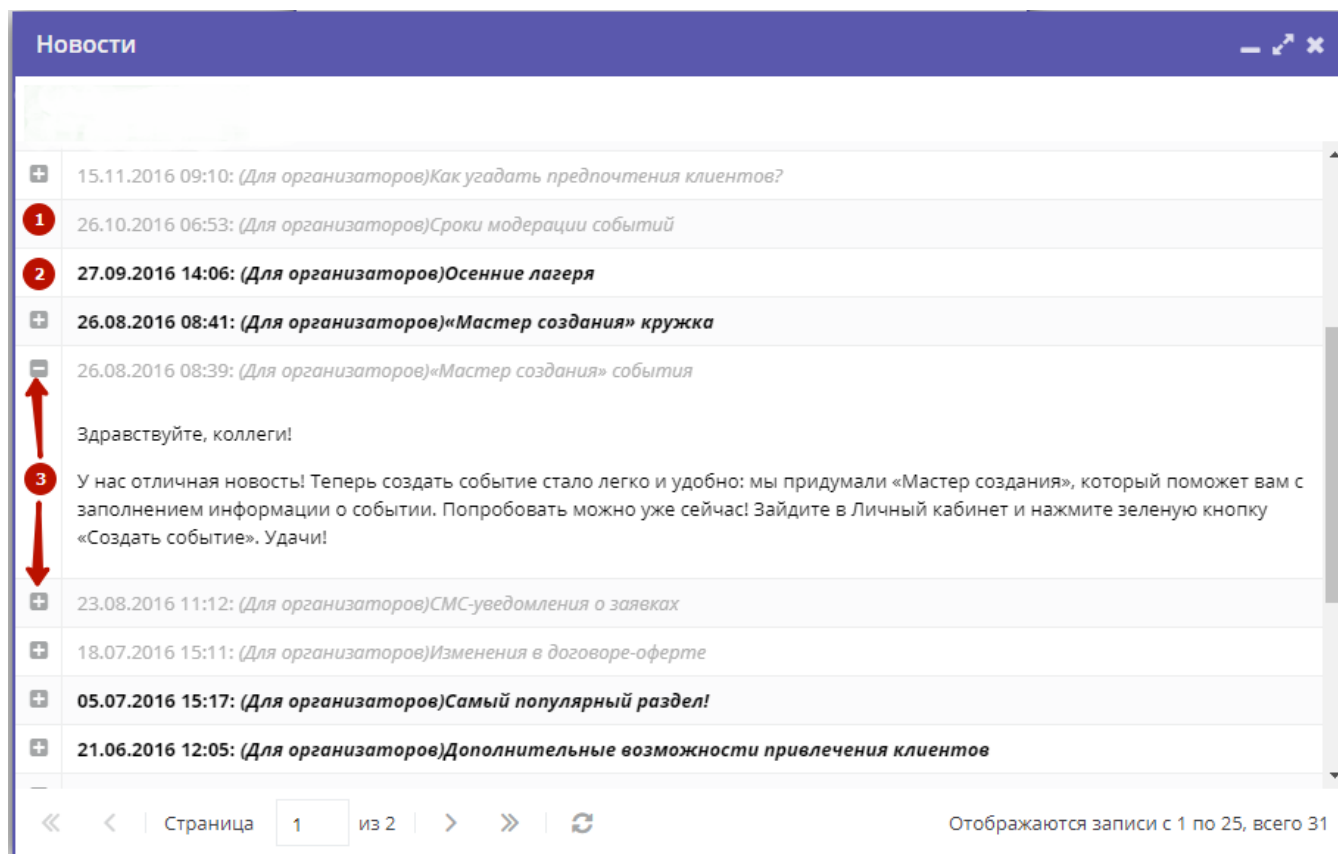 Новости
15.11.2016 09:10: (Для организаторов)Как угадать предпочтения клиентов?
1
26.10.2016 06:53: (Для организаторов)Сроки модерации событий
2
27.09.2016 14:06: (Для организаторов)Осенние лагеря
26.08.2016 08:41: (Для организаторов)«Мастер создания» кружка
26.08.2016 08:39: (Для организаторов)«Мастер создания» события
Здравствуйте, коллеги!
3
У нас отличная новость! Теперь создать событие стало легко и удобно: мы придумали «Мастер создания», который поможет вам с
заполнением информации о событии. Попробовать можно уже сейчас! Зайдите в Личный кабинет и нажмите зеленую кнопку
«Создать событие». Удачи!
23.08.2016 11:12: (Для организаторов)СМС-уведомления о заявках
18.07.2016 15:11: (Для организаторов)Изменения в договоре-оферте
05.07.2016 15:17: (Для организаторов)Самый популярный раздел!
21.06.2016 12:05: (Для организаторов)Дополнительные возможности привлечения клиентов
Страница 1 из 2 Отображаются записи с 1 по 25, всего 31